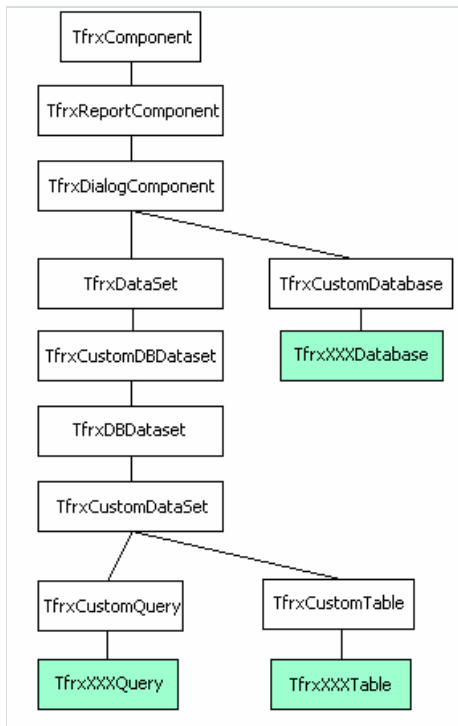 TfrxComponent
TfrxReportComponent
TfrxDialogComponent
TfrxDataSet
TfrxCustomDatabase
TfrxCustomDBDataset
TfrxXXXDatabase
TfrxDBDataset
TfrxCustomDataSet
TfrxCustomQuery
TfrxCustomTable
TfrxXXXQuery
TfrxXXXTable